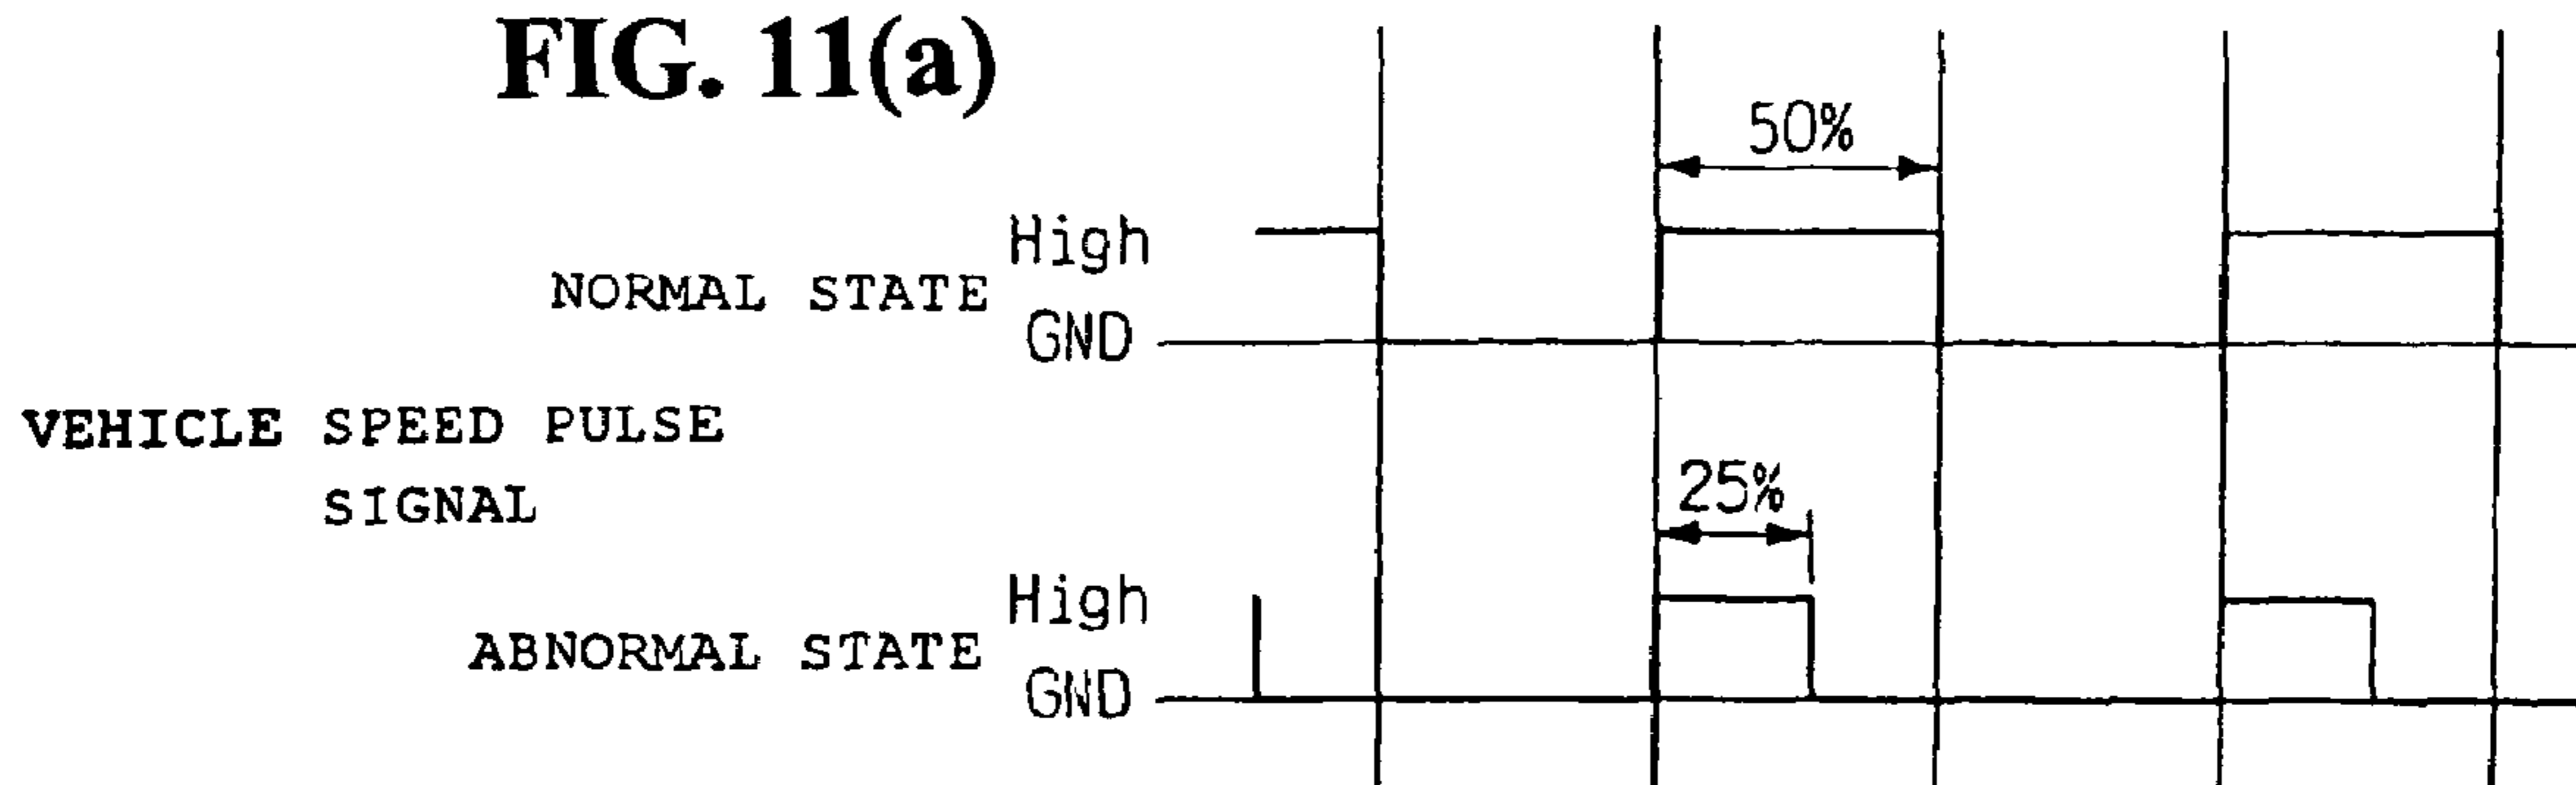 FIG. 11(a)
50%
High
NORMAL STATE
GND
VEHICLE SPEED PULSE
SIGNAL
25%
High
ABNORMAL STATE
GND